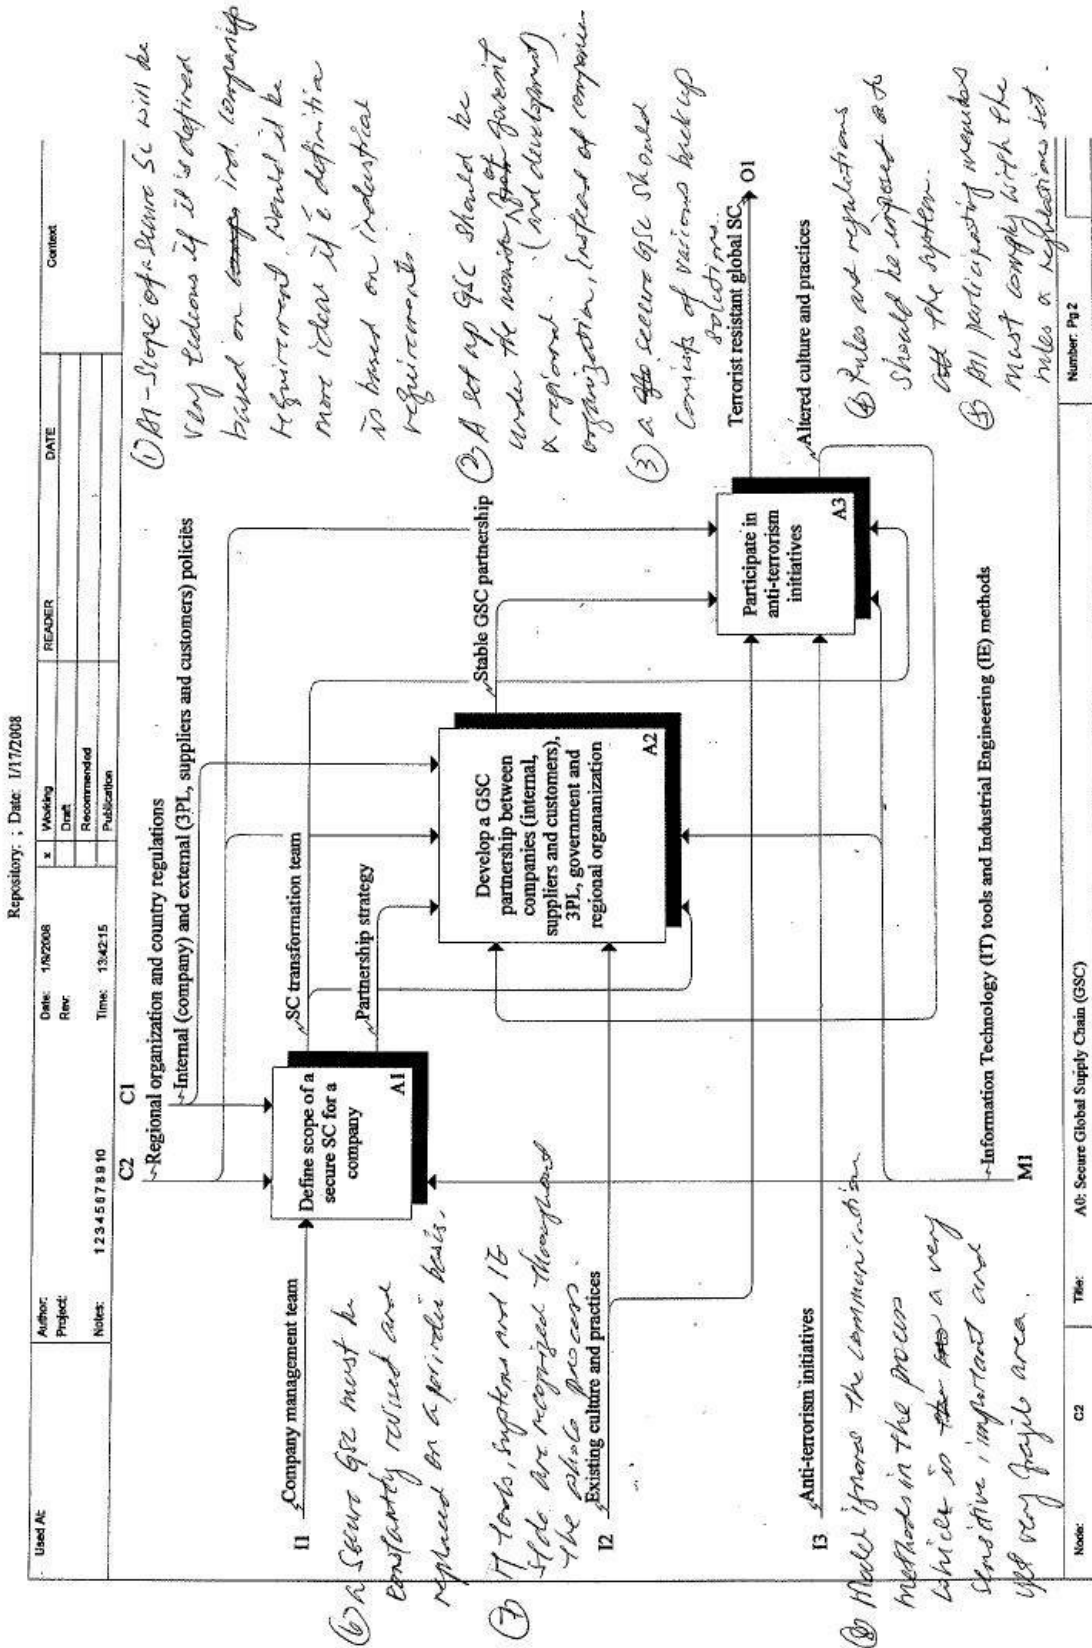 Repository: ; Date: 1/17/2008
Used At:
Author:
Project:
Notes: 1 2 3 4 5 6 7 8 9 10
Date: 1/9/2008
Rev:
Time: 13:42:15
x Working
Draft
Recommended
Publication
READER
DATE
Context
C2
C1
Regional organization and country regulations
Internal (company) and external (3PL, suppliers and customers) policies
I1
Company management team
Define scope of a
secure SC for a
company
A1
SC transformation team
Partnership strategy
I2
Existing culture and practices
Develop a GSC
partnership between
companies (internal,
suppliers and customers),
3PL, government and
regional organanization
A2
Stable GSC partnership
I3
Anti-terrorism initiatives
Participate in
anti-terrorism
initiatives
A3
Terrorist resistant global SC
O1
Altered culture and practices
Information Technology (IT) tools and Industrial Engineering (IE) methods
M1
① A1 - Scope of a secure SC will be
very tedious if it is defined
based on ind. companies
requirement. Would it be
more ideal if definition
is based on industrial
requirements.
② A set up GSC should be
under the of
& regional (and development)
organization, instead of companies
③ a secure GSC should
consists of various back up
solutions.
④ Rules and regulations
should be imposed
the system.
⑤ All participating members
must comply with the
rules & regulations set.
⑥ a Secure GSC must be
constantly revised and
replaced on a periodic basis.
⑦ IT tools, systems and IE
are recognized throughout
the whole process.
⑧ Model ignores the communication
methods in the process
which is a very
sensitive, important and
yet very fragile area.
Node:
C2
Title:
A0: Secure Global Supply Chain (GSC)
Number: Pg 2